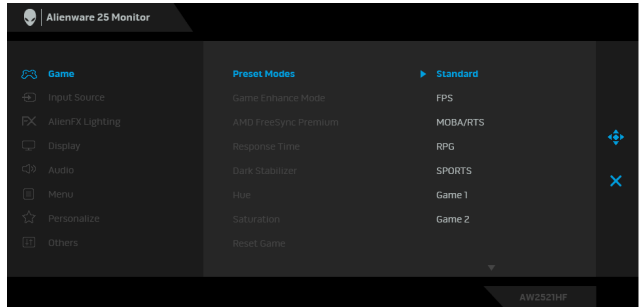 Alienware 25 Monitor
Game
Preset Modes
Standard
Input Source
Game Enhance Mode
FPS
AlienFX Lighting
AMD FreeSync Premium
MOBA/RTS
Display
Response Time
RPG
Audio
Dark Stabilizer
SPORTS
Menu
Hue
Game 1
Personalize
Saturation
Game 2
Others
Reset Game
AW2521HF